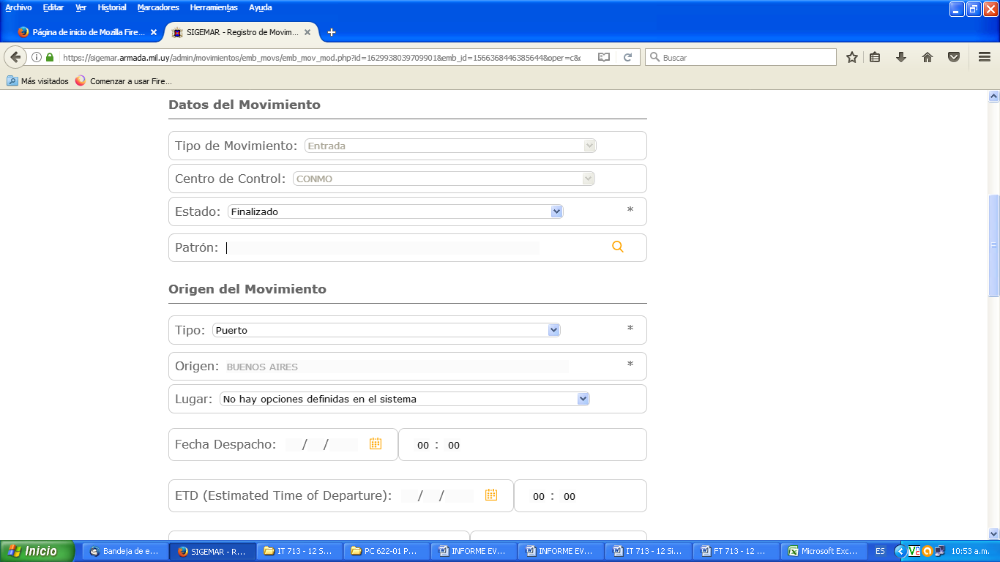 Archivo Editar Ver Historial Marcadores Herramientas Ayuda
Página de inicio de Mozilla Fire... × SIGEMAR - Registro de Movim... × +
https://sigemar.armada.mil.uy/admin/movimientos/emb_movs/emb_mov_mod.php?id=1629938039709901&emb_id=1566368446385644&oper=c&c Buscar
Más visitados Comenzar a usar Fire...
Datos del Movimiento
Tipo de Movimiento: Entrada
Centro de Control: CONMO
Estado: Finalizado *
Patrón:
Origen del Movimiento
Tipo: Puerto *
Origen: BUENOS AIRES *
Lugar: No hay opciones definidas en el sistema
Fecha Despacho: / / 00 : 00
ETD (Estimated Time of Departure): / / 00 : 00
Inicio Bandeja de e... SIGEMAR - R... IT 713 - 12 S... PC 622-01 P... INFORME EV... INFORME EV... IT 713 - 12 Si... FT 713 - 12 ... Microsoft Exc... ES 10:53 a.m.